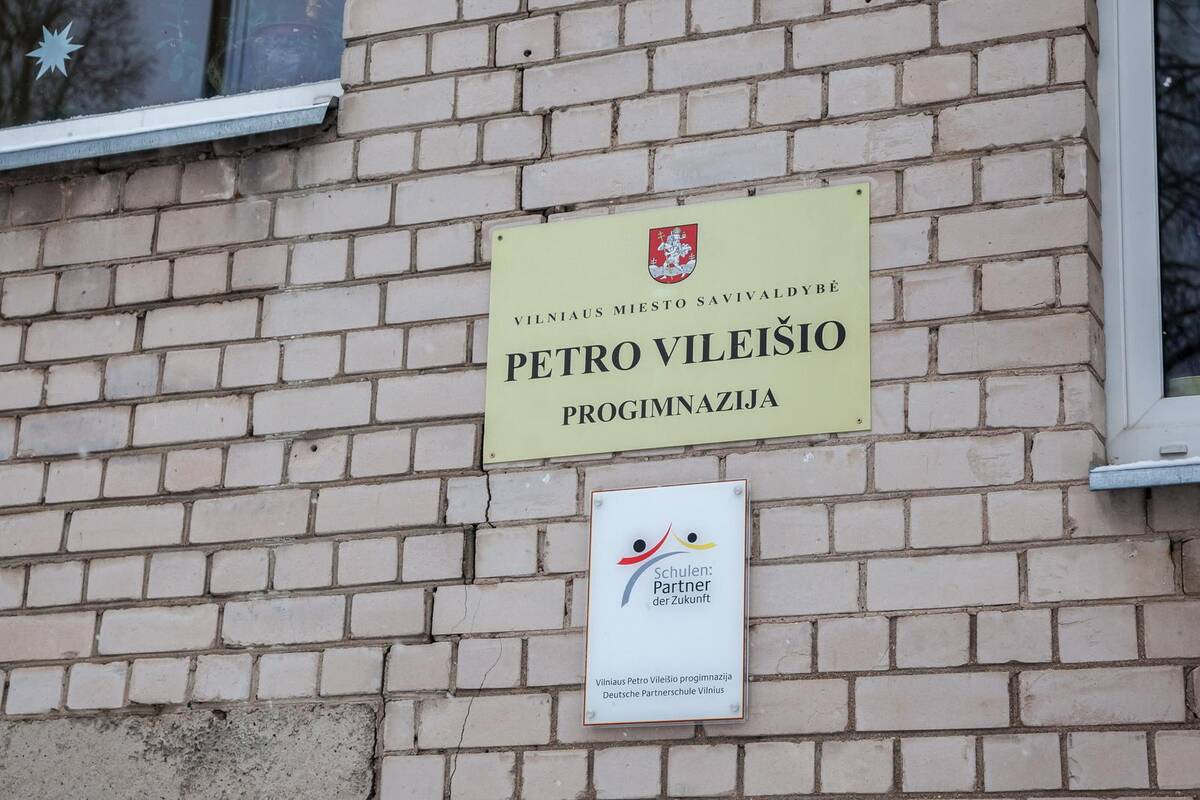 VILNIAUS MIESTO SAVIVALDYBĖ
PETRO VILEIŠIO
PROGIMNAZIJA
Schulen:
Partner
der Zukunft
Vilniaus Petro Vileišio progimnazija
Deutsche Partnerschule Vilnius